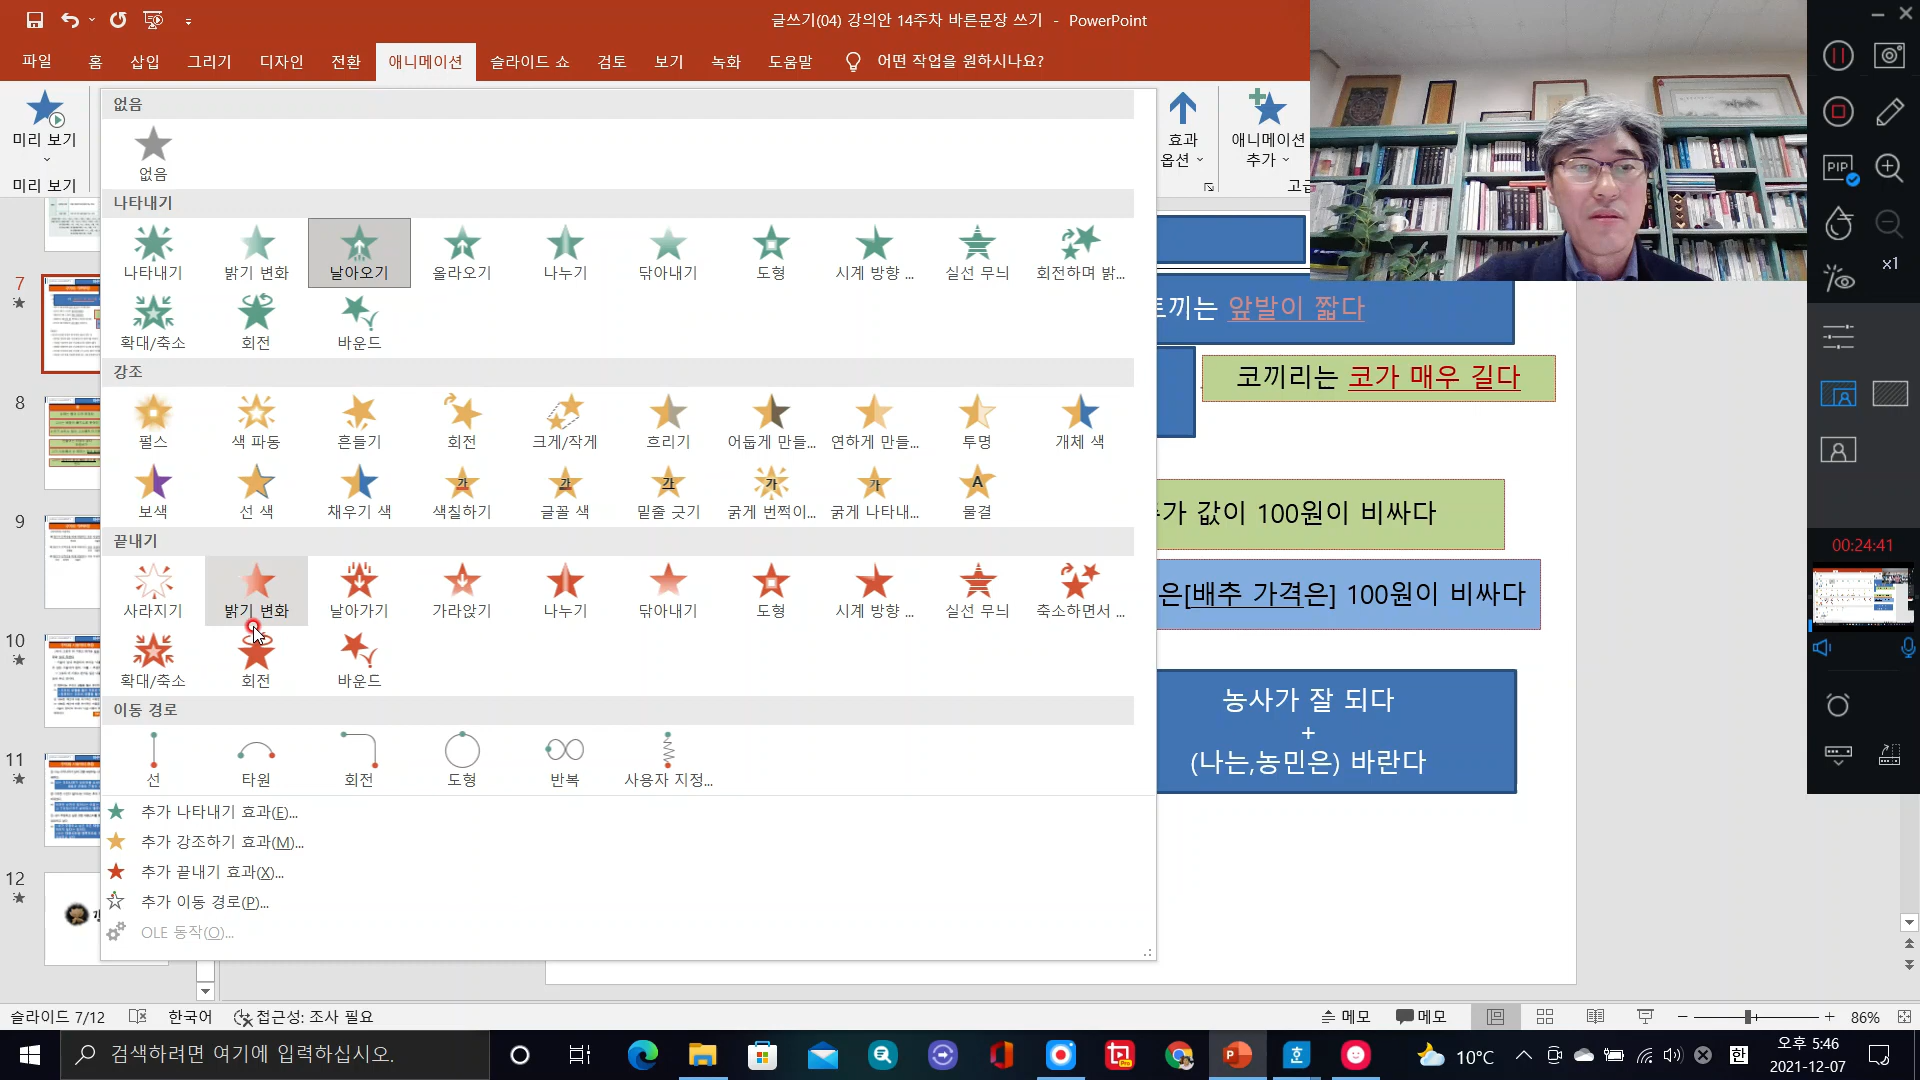 글쓰기(04) 강의안 14주차 바른문장 쓰기 - PowerPoint
파일 홈 삽입 그리기 디자인 전환 애니메이션 슬라이드 쇼 검토 보기 녹화 도움말 어떤 작업을 원하시나요?
미리 보기
미리 보기
효과 옵션
애니메이션 추가
고급
없음
없음
나타내기
나타내기 밝기 변화 날아오기 올라오기 나누기 닦아내기 도형 시계 방향 ... 실선 무늬 회전하며 밝...
확대/축소 회전 바운드
강조
펄스 색 파동 흔들기 회전 크게/작게 흐리기 어둡게 만들... 연하게 만들... 투명 개체 색
보색 선 색 채우기 색 색칠하기 글꼴 색 밑줄 긋기 굵게 번쩍이... 굵게 나타내... 물결
끝내기
사라지기 밝기 변화 날아가기 가라앉기 나누기 닦아내기 도형 시계 방향 ... 실선 무늬 축소하면서 ...
확대/축소 회전 바운드
이동 경로
선 타원 회전 도형 반복 사용자 지정...
추가 나타내기 효과(E)...
추가 강조하기 효과(M)...
추가 끝내기 효과(X)...
추가 이동 경로(P)...
OLE 동작(O)...
7
8
9
10
11
12
끼는 앞발이 짧다
코끼리는 코가 매우 길다
가 값이 100원이 비싸다
은[배추 가격은] 100원이 비싸다
농사가 잘 되다
+
(나는,농민은) 바란다
PIP
x1
00:24:41
슬라이드 7/12 한국어 접근성: 조사 필요 메모 메모 86%
검색하려면 여기에 입력하십시오.
10°C 한 오후 5:46
2021-12-07